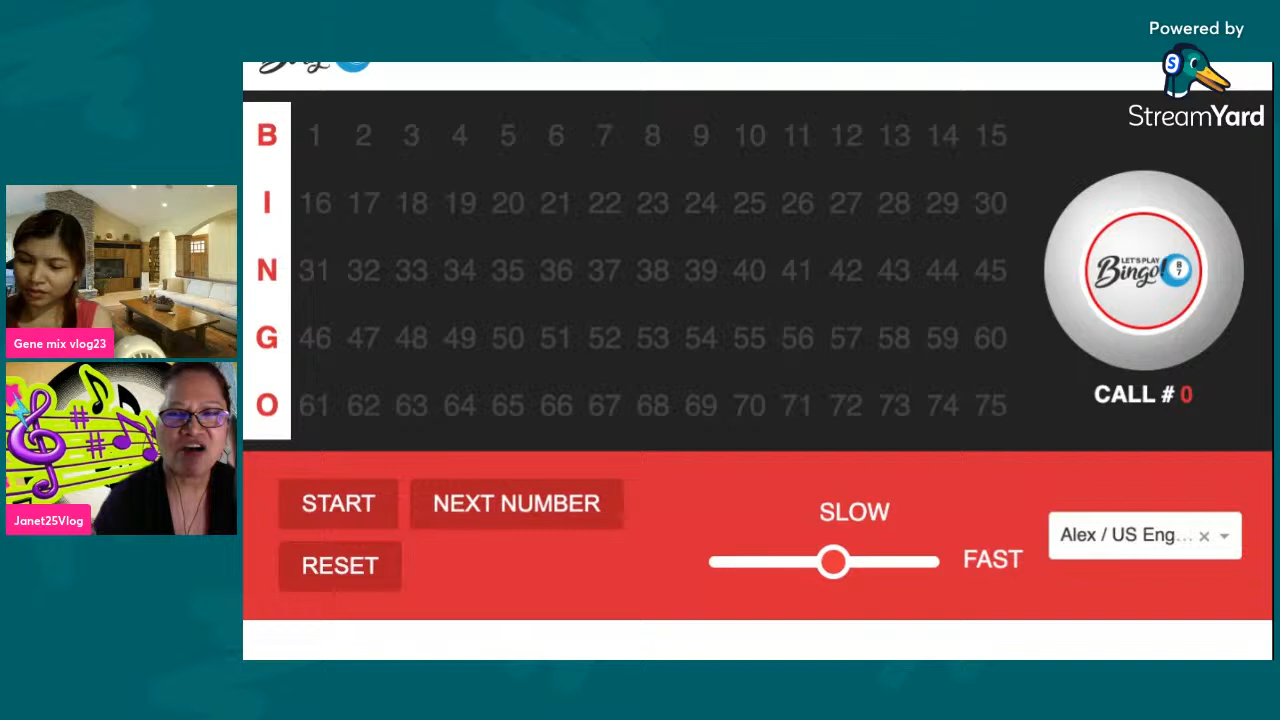 Powered by
StreamYard
B 1 2 3 4 5 6 7 8 9 10 11 12 13 14 15
I 16 17 18 19 20 21 22 23 24 25 26 27 28 29 30
N 31 32 33 34 35 36 37 38 39 40 41 42 43 44 45
G 46 47 48 49 50 51 52 53 54 55 56 57 58 59 60
O 61 62 63 64 65 66 67 68 69 70 71 72 73 74 75
LET'S PLAY
Bingo!
B
7
CALL # 0
START NEXT NUMBER
RESET
SLOW
FAST
Alex / US Eng...
Gene mix vlog23
Janet25Vlog